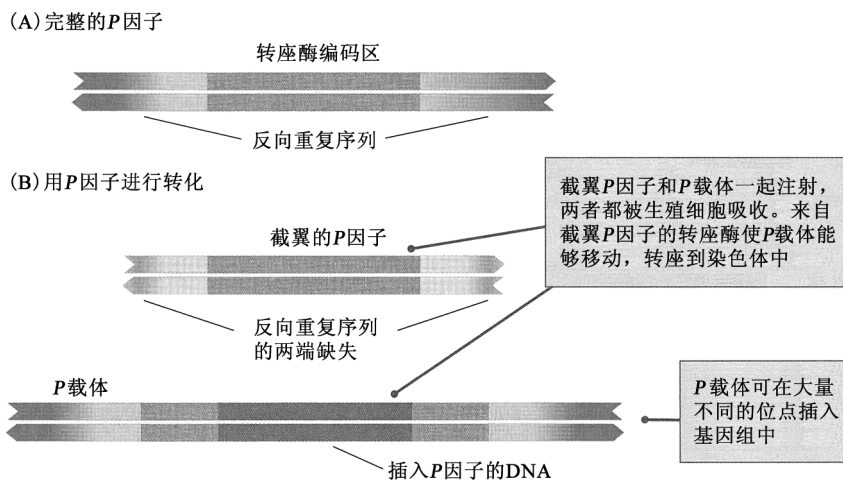 (A)完整的P因子
转座酶编码区
反向重复序列
(B)用P因子进行转化
截翼P因子和P载体一起注射，
两者都被生殖细胞吸收。来自
截翼P因子的转座酶使P载体能
够移动，转座到染色体中
截翼的P因子
反向重复序列
的两端缺失
P载体
P载体可在大量
不同的位点插入
基因组中
插入P因子的DNA